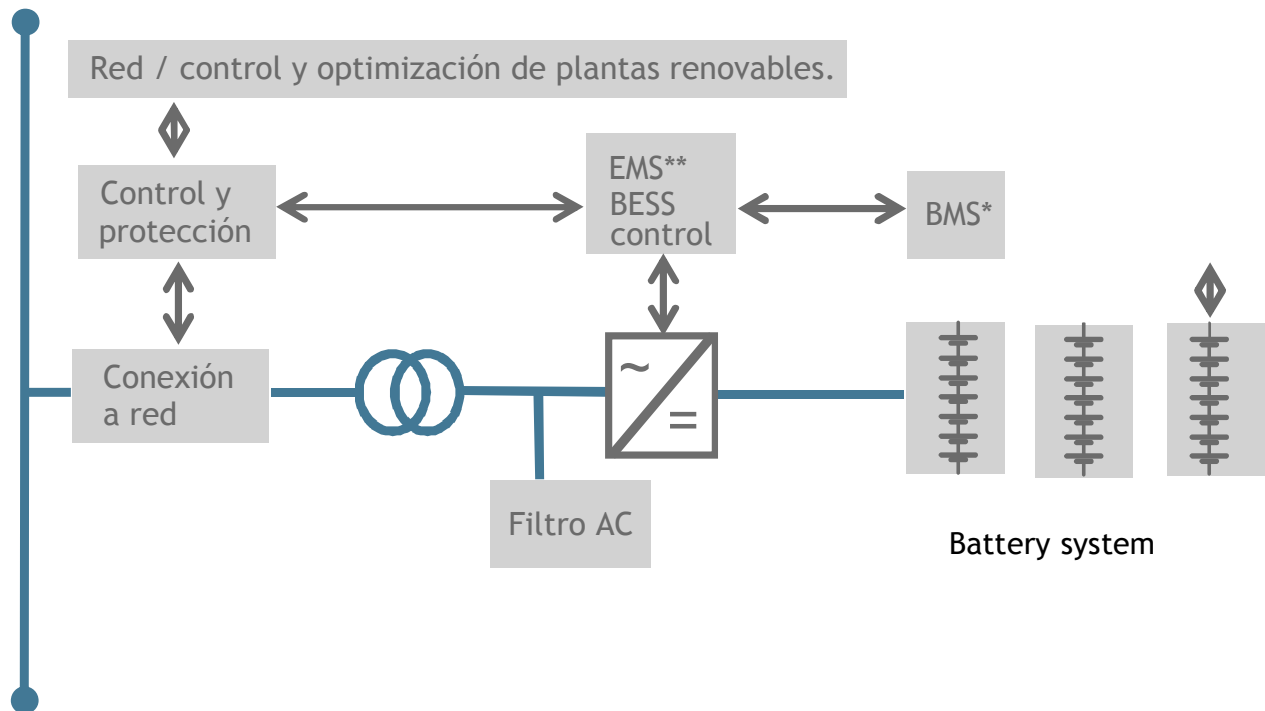 Red / control y optimización de plantas renovables.
Control y
protección
EMS**
BESS
control
BMS*
Conexión
a red
~
=
Filtro AC
Battery system